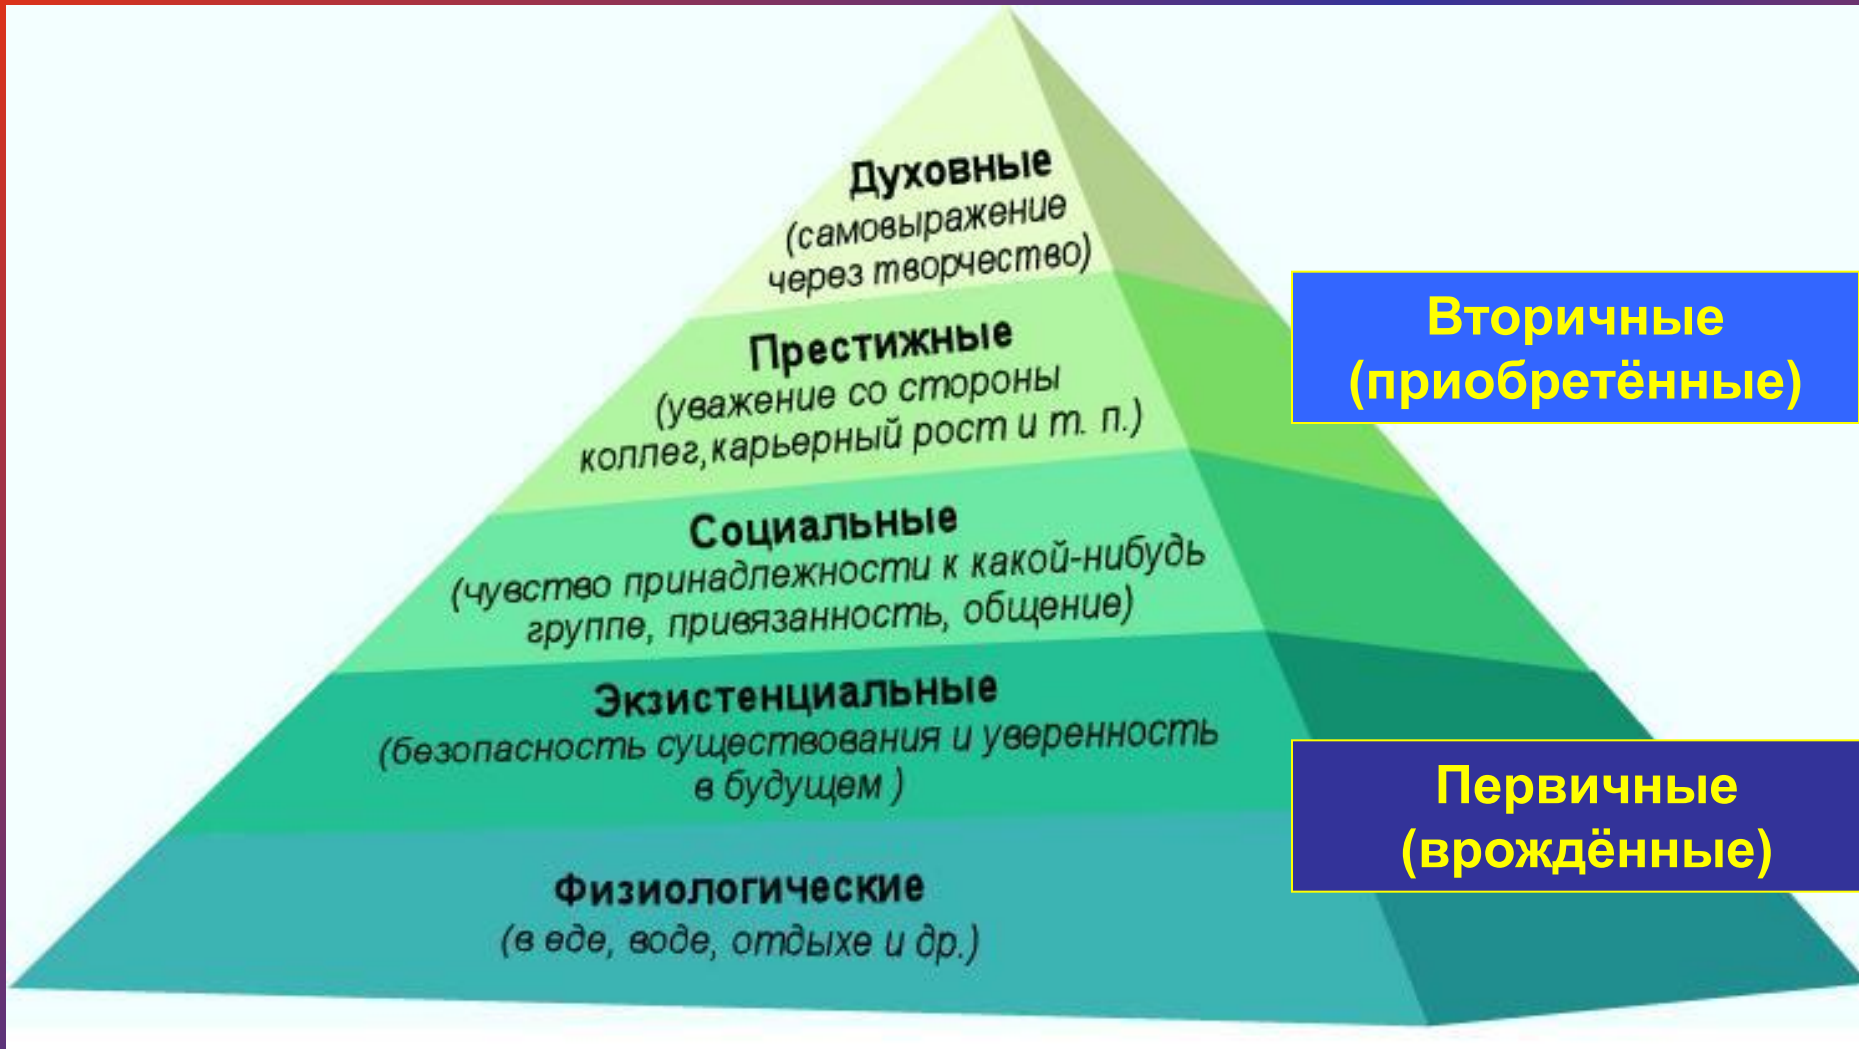 Духовные
(самовыражение
через творчество)
Престижные
(уважение со стороны
коллег,карьерный рост и т. п.)
Социальные
(чувство принадлежности к какой-нибудь
группе, привязанность, общение)
Экзистенциальные
(безопасность существования и уверенность
в будущем )
Физиологические
(в еде, воде, отдыхе и др.)
Вторичные
(приобретённые)
Первичные
(врождённые)